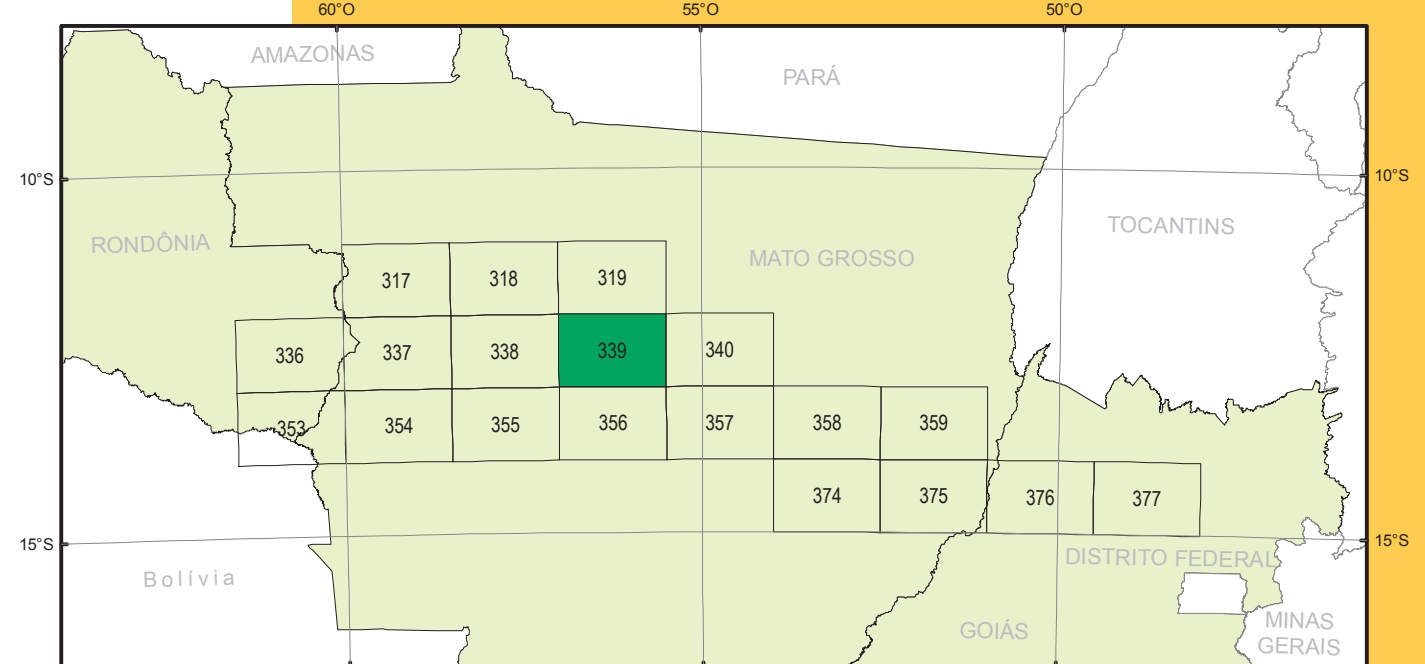 60°O
55°O
50°O
AMAZONAS
PARÁ
10°S
10°S
RONDÔNIA
TOCANTINS
MATO GROSSO
317
318
319
336
337
338
339
340
353
354
355
356
357
358
359
374
375
376
377
15°S
15°S
DISTRITO FEDERAL
Bolívia
GOIÁS
MINAS
GERAIS